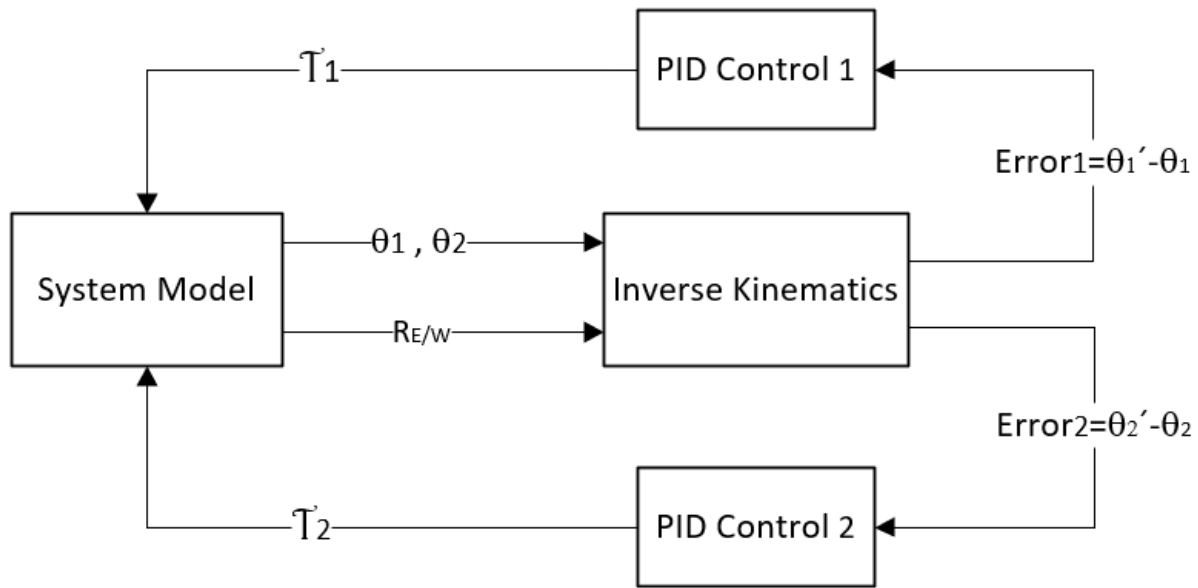 T1
PID Control 1
Error1=θ1´-θ1
θ1 , θ2
System Model
Inverse Kinematics
RE/W
Error2=θ2´-θ2
T2
PID Control 2